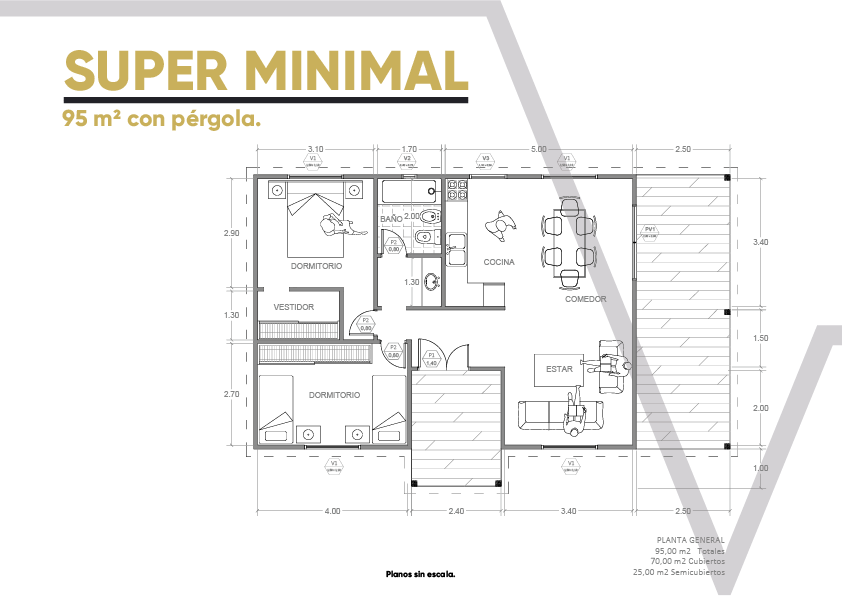 SUPER MINIMAL
95 m² con pérgola.
3.10
1.70
5.00
2.50
V1
V2
V3
V1
2.90
DORMITORIO
BAÑO
2.00
P2
0,80
1.30
COCINA
COMEDOR
PV1
3.40
VESTIDOR
1.30
P2
0,80
P2
0,80
P1
1,40
1.50
ESTAR
2.70
DORMITORIO
2.00
V1
V1
1.00
4.00
2.40
3.40
2.50
PLANTA GENERAL
95,00 m2 Totales
70,00 m2 Cubiertos
25,00 m2 Semicubiertos
Planos sin escala.